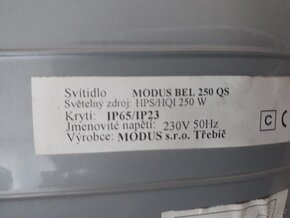 Svítidlo MODUS BEL 250 QS
Světelný zdroj: HPS/HQI 250 W
Krytí: IP65/IP23
Jmenovité napětí: 230V 50Hz
Výrobce: MODUS s.r.o. Třebíč
C